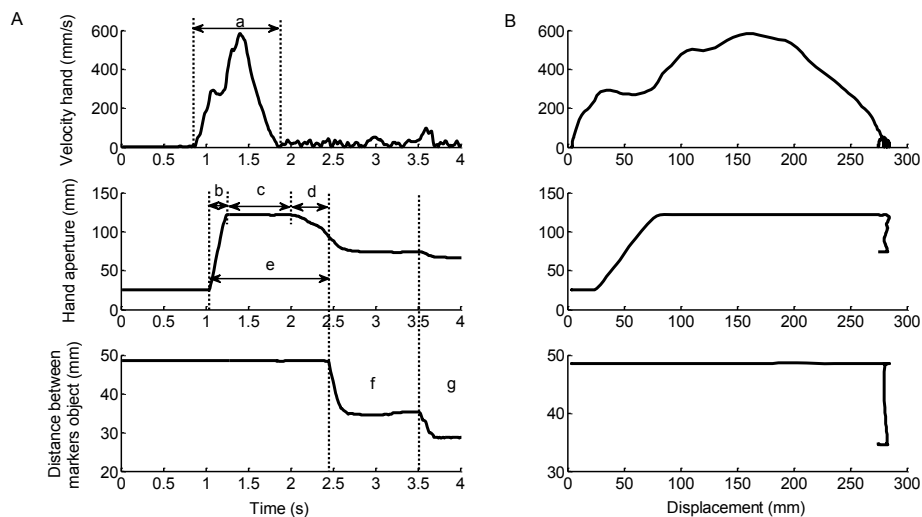 A
B
Velocity hand (mm/s)
600
400
200
0
0 0.5 1 1.5 2 2.5 3 3.5 4
a
600
400
200
0
0 50 100 150 200 250 300
Hand aperture (mm)
150
100
50
0
0 0.5 1 1.5 2 2.5 3 3.5 4
b
c
d
e
150
100
50
0
0 50 100 150 200 250 300
Distance between
markers object (mm)
50
40
30
20
0 0.5 1 1.5 2 2.5 3 3.5 4
f
g
Time (s)
50
40
30
0 50 100 150 200 250 300
Displacement (mm)